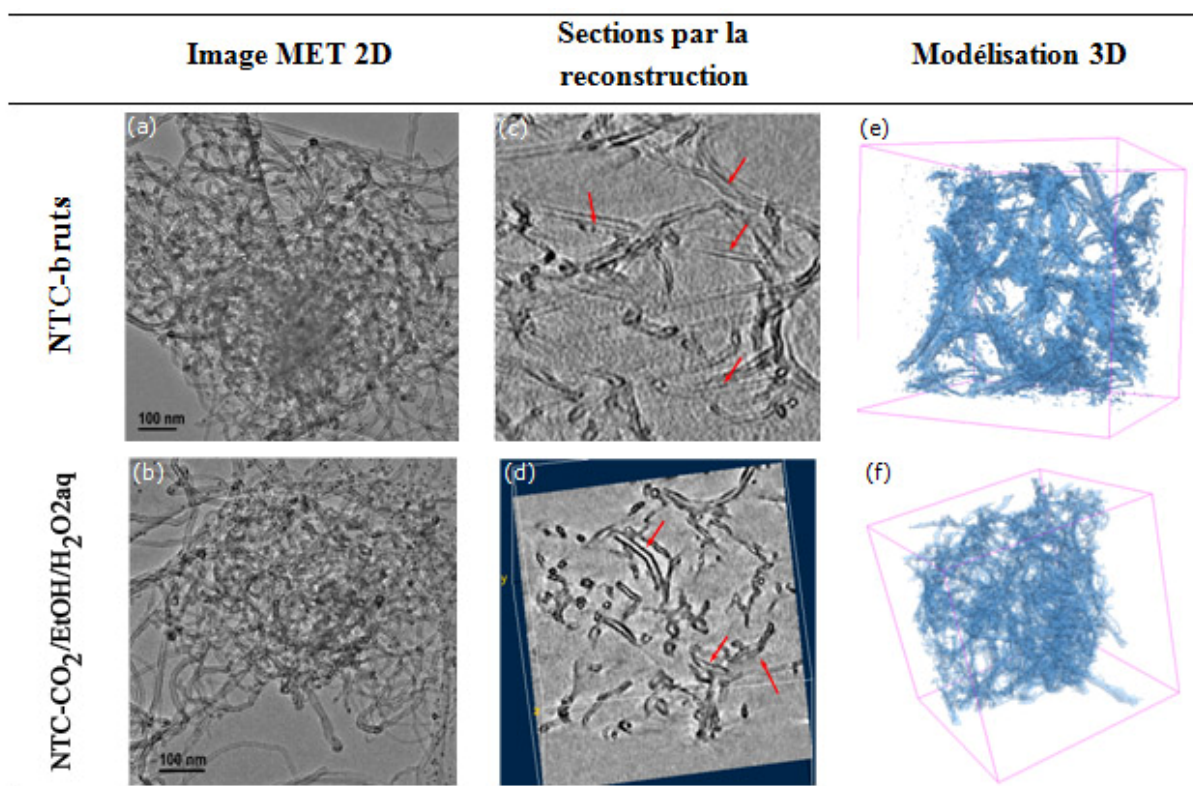 Image MET 2D
Sections par la
reconstruction
Modélisation 3D
NTC-bruts
(a)
100 nm
(c)
(e)
NTC-CO2/EtOH/H2O2aq
(b)
100 nm
(d)
y
z
(f)